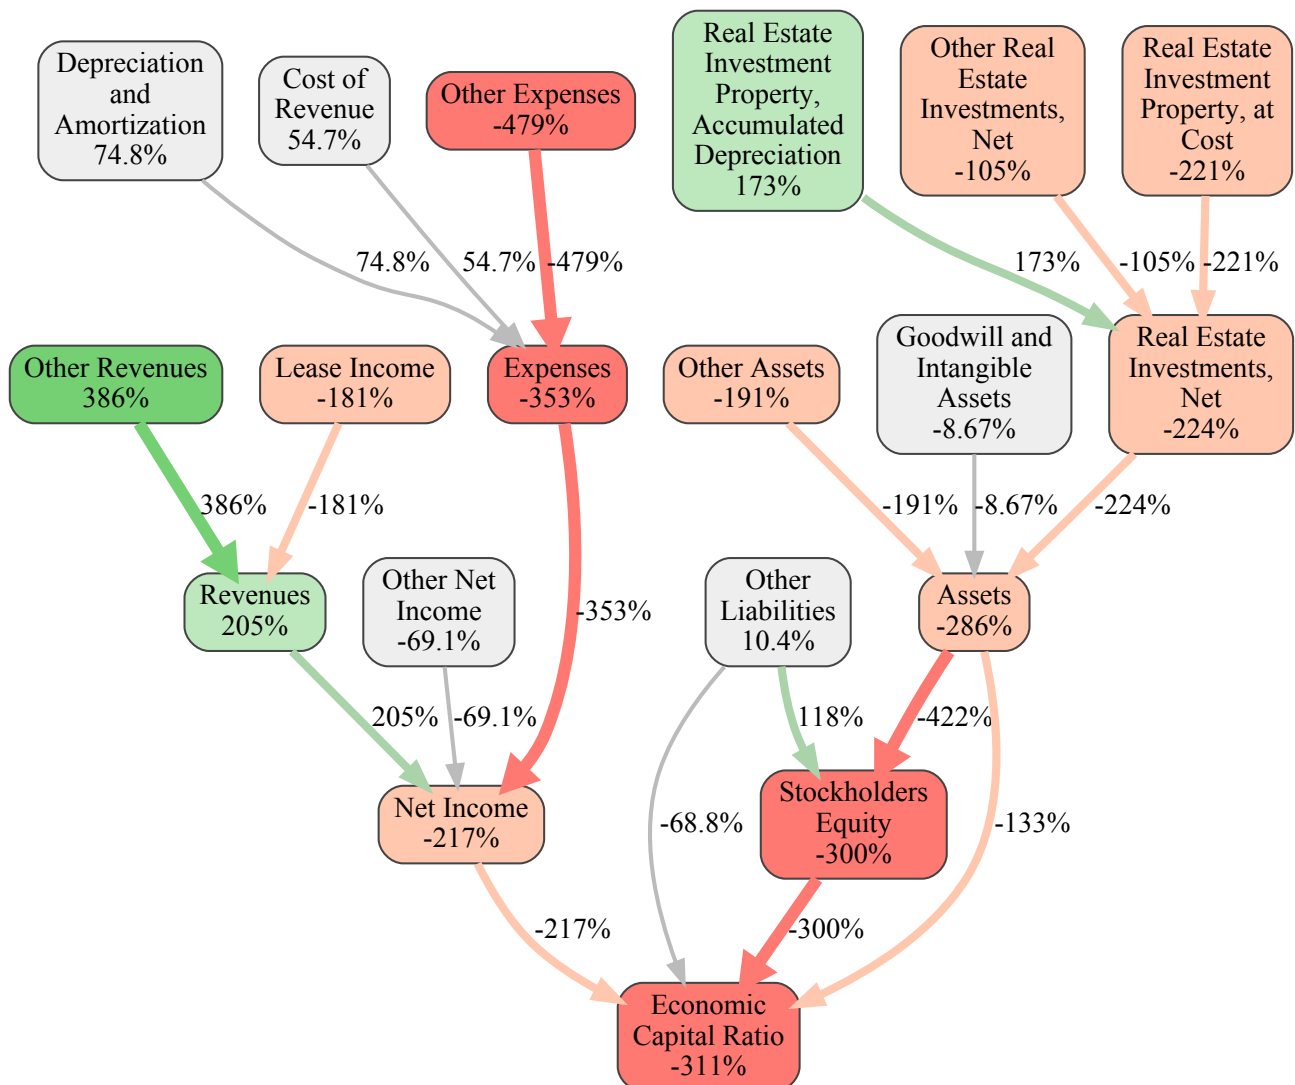 Depreciation
and
Amortization
74.8%
Cost of
Revenue
54.7%
Other Expenses
-479%
Real Estate
Investment
Property,
Accumulated
Depreciation
173%
Other Real
Estate
Investments,
Net
-105%
Real Estate
Investment
Property, at
Cost
-221%
74.8%
54.7%
-479%
173%
-105%
-221%
Other Revenues
386%
Lease Income
-181%
Expenses
-353%
Other Assets
-191%
Goodwill and
Intangible
Assets
-8.67%
Real Estate
Investments,
Net
-224%
386%
-181%
-353%
-191%
-8.67%
-224%
Revenues
205%
Other Net
Income
-69.1%
Other
Liabilities
10.4%
Assets
-286%
205%
-69.1%
118%
-422%
Net Income
-217%
-68.8%
Stockholders
Equity
-300%
-133%
-217%
-300%
Economic
Capital Ratio
-311%